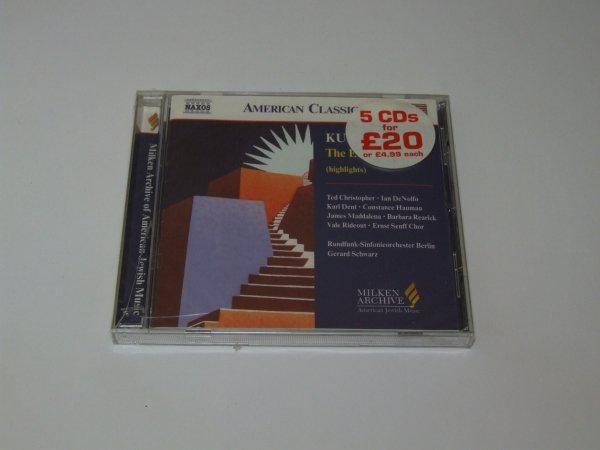 NAXOS
AMERICAN CLASSIC
5 CDs
for
£20
or £4.99 each
KU
The
(highlights)
Ted Christopher · Ian DeNolfo
Karl Dent · Constance Hauman
James Maddalena · Barbara Rearick
Vale Rideout · Ernst Senff Chor
Rundfunk-Sinfonieorchester Berlin
Gerard Schwarz
MILKEN
ARCHIVE
American Jewish Music
Milken Archive of American Jewish Music